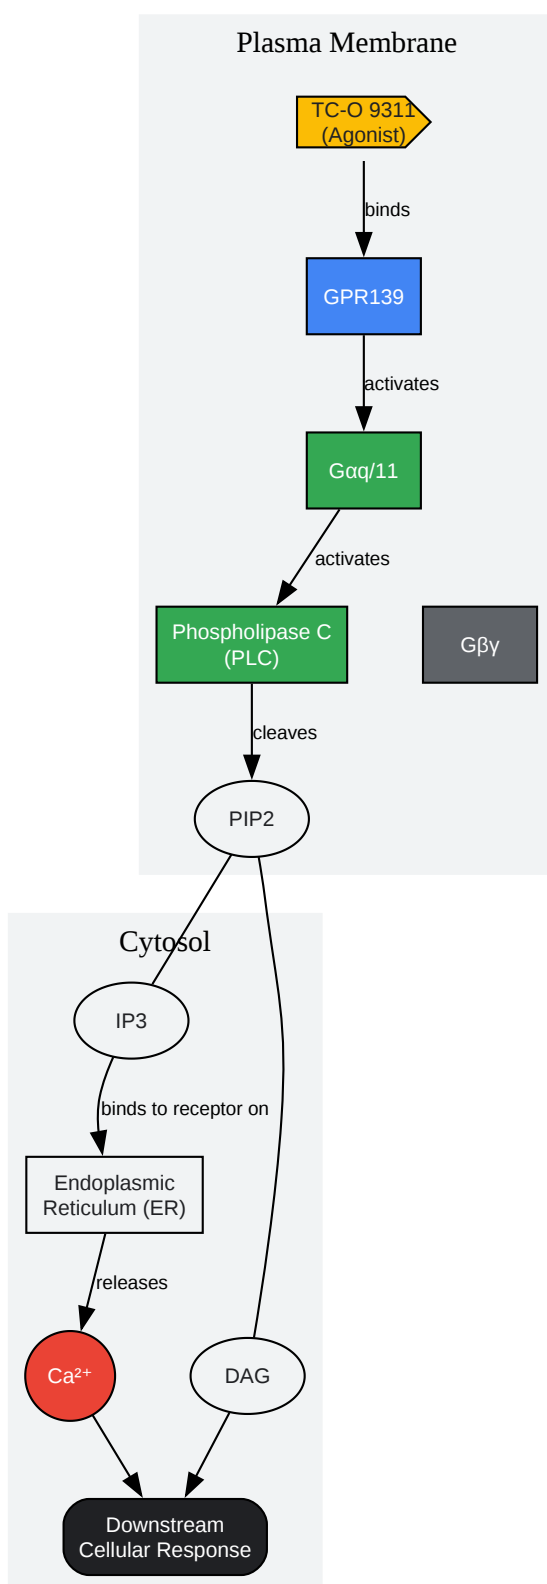 Plasma Membrane
TC-O 9311
(Agonist)
binds
GPR139
activates
Gαq/11
activates
Phospholipase C
(PLC)
Gβγ
cleaves
PIP2
Cytosol
IP3
binds to receptor on
Endoplasmic
Reticulum (ER)
releases
Ca²⁺
DAG
Downstream
Cellular Response